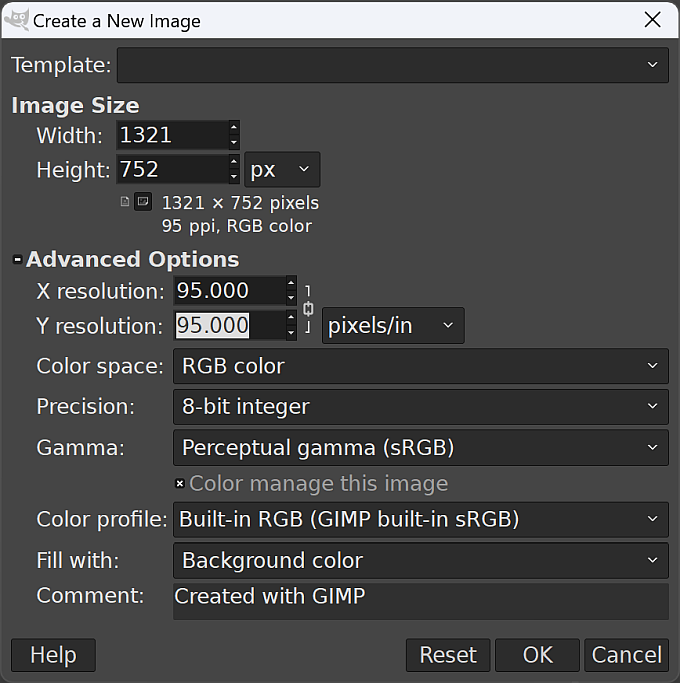 Create a New Image
Template:
Image Size
Width: 1321
Height: 752 px
1321 × 752 pixels
95 ppi, RGB color
Advanced Options
X resolution: 95.000
Y resolution: 95.000 pixels/in
Color space: RGB color
Precision: 8-bit integer
Gamma: Perceptual gamma (sRGB)
Color manage this image
Color profile: Built-in RGB (GIMP built-in sRGB)
Fill with: Background color
Comment: Created with GIMP
Help Reset OK Cancel